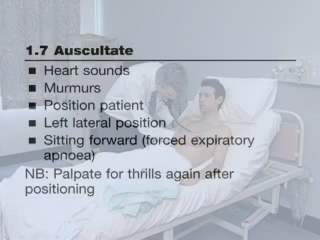 1.7 Auscultate
■ Heart sounds
■ Murmurs
■ Position patient
■ Left lateral position
■ Sitting forward (forced expiratory
apnoea)
NB: Palpate for thrills again after
positioning